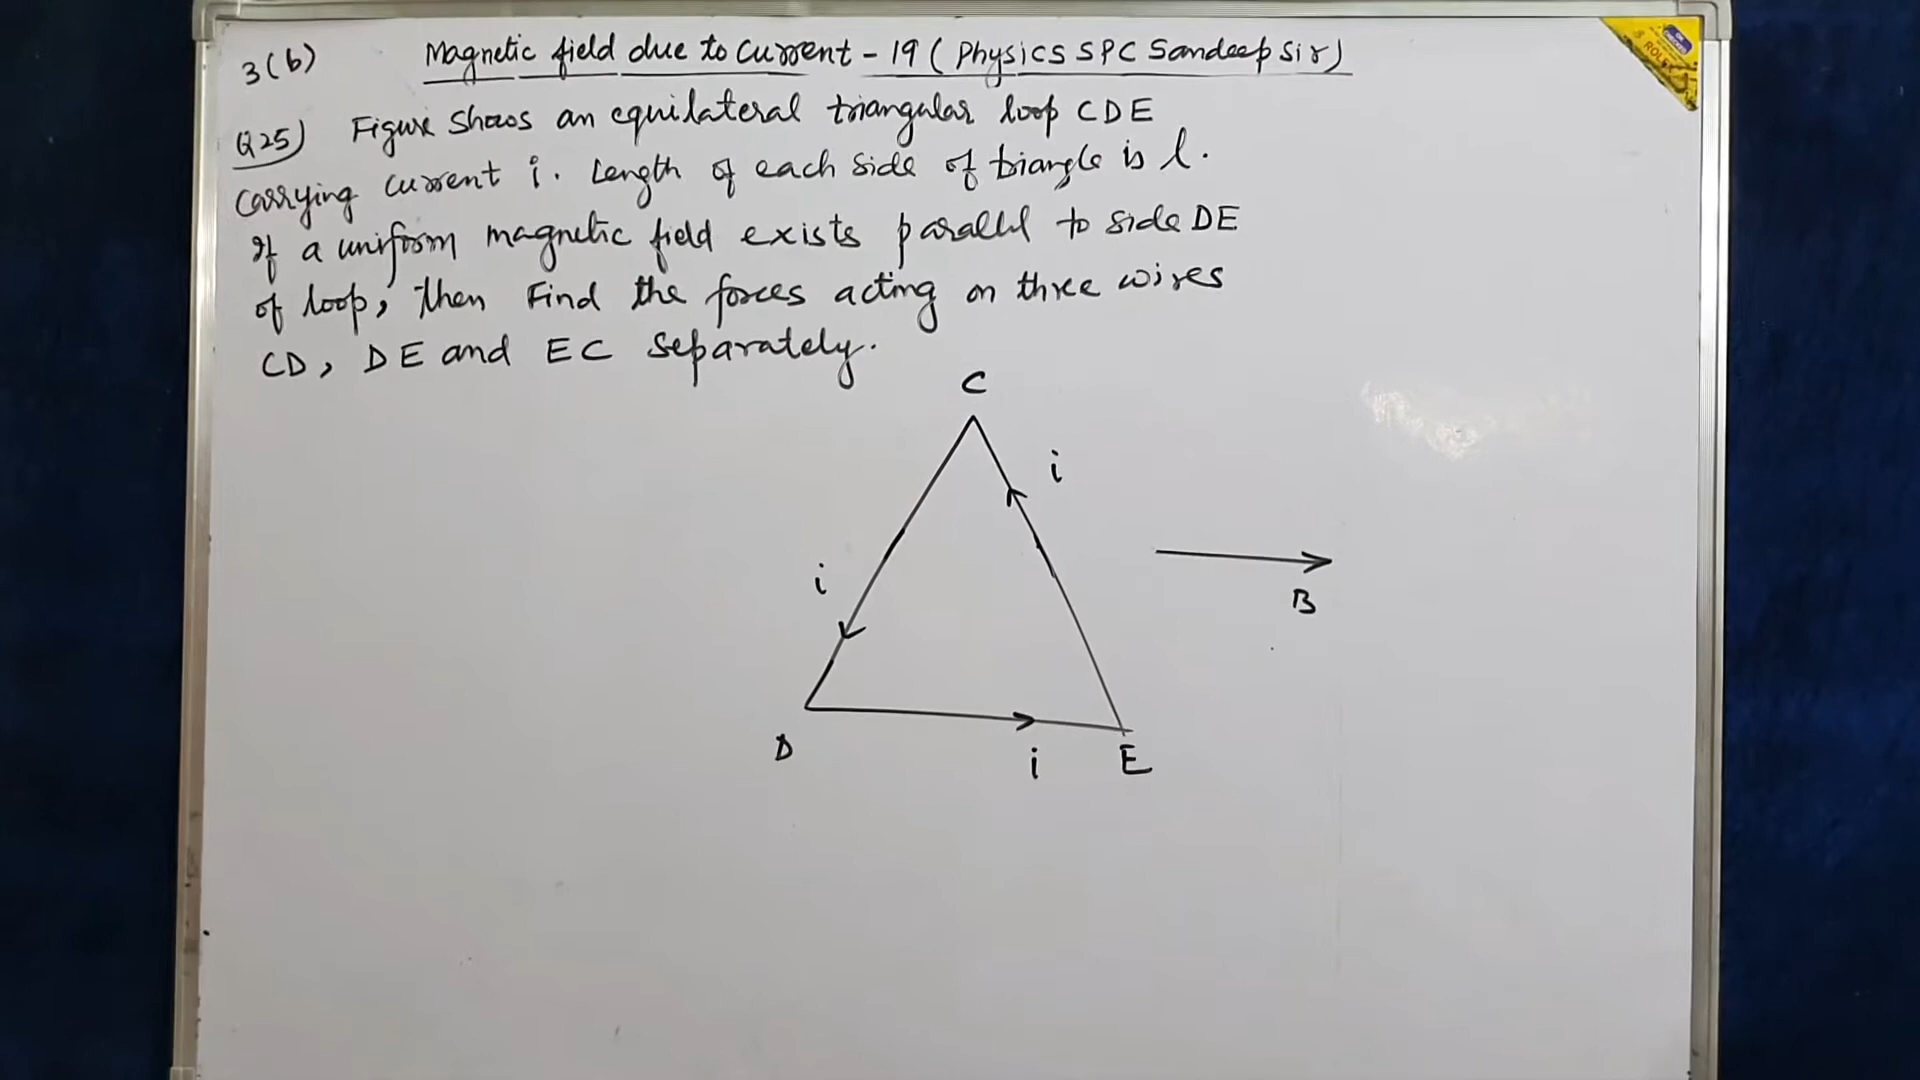 3(b) Magnetic field due to Current - 19 (Physics SPC Sandeep Sir)
Q25) Figure Shows an equilateral triangular loop CDE
Carrying Current i. Length of each side of triangle is l.
If a uniform magnetic field exists parallel to side DE
of loop, then Find the forces acting on three wires
CD, DE and EC Separately.
C
i
i
B
D
i
E
ROLEX